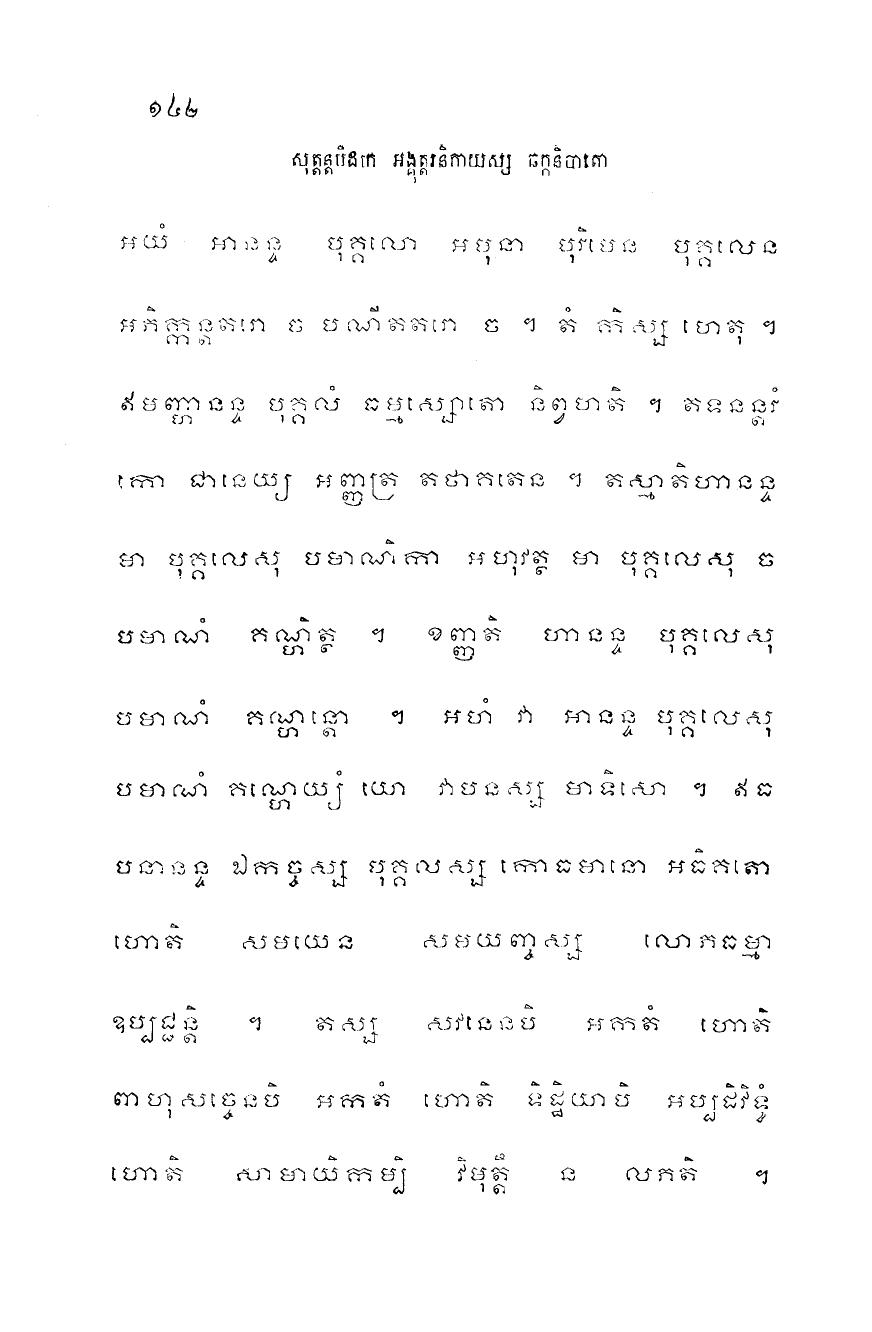 ១៤២
សុត្តន្តបិដកេ អង្គុត្តរនិកាយស្ស ឆក្កនិបាតោ
អយំ អានន្ទ បុគ្គលោ អមុនា បុរិមេន បុគ្គលេន
អភិក្កន្តតរោ ច បណីតតរោ ច ។ តំ កិស្ស ហេតុ ។
ឥមញ្ហានន្ទ បុគ្គលំ ធម្មស្សោតោ និព្វហតិ ។ តទនន្តរំ
កោ ជានេយ្យ អញ្ញត្រ តថាគតេន ។ តស្មាតិហានន្ទ
មា បុគ្គលេសុ បមាណិកា អហុវត្ថ មា បុគ្គលេសុ ច
បមាណំ គណ្ហិត្ថ ។ ខញ្ញតិ ហានន្ទ បុគ្គលេសុ
បមាណំ គណ្ហន្តោ ។ អហំ វា អានន្ទ បុគ្គលេសុ
បមាណំ គណ្ហេយ្យំ យោ វាបនស្ស មាទិសោ ។ ឥធ
បនានន្ទ ឯកច្ចស្ស បុគ្គលស្ស កោធមានោ អធិគតោ
ហោតិ សមយេន សមយញ្ចស្ស លោភធម្មា
ឧប្បជ្ជន្តិ ។ តស្ស សវនេនបិ អកតំ ហោតិ
ពាហុសច្ចេនបិ អកតំ ហោតិ ទិដ្ឋិយាបិ អប្បដិវិទ្ធំ
ហោតិ សាមាយិកម្បិ វិមុត្តឹ ន លភតិ ។